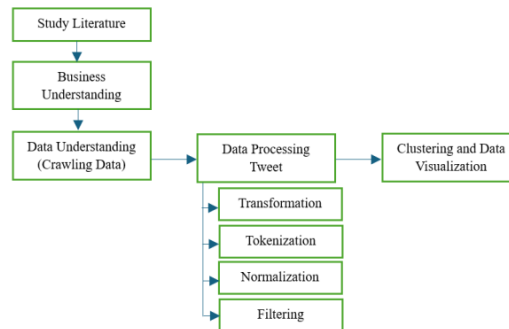 Study Literature
Business
Understanding
Data Understanding
(Crawling Data)
Data Processing
Tweet
Clustering and Data
Visualization
Transformation
Tokenization
Normalization
Filtering